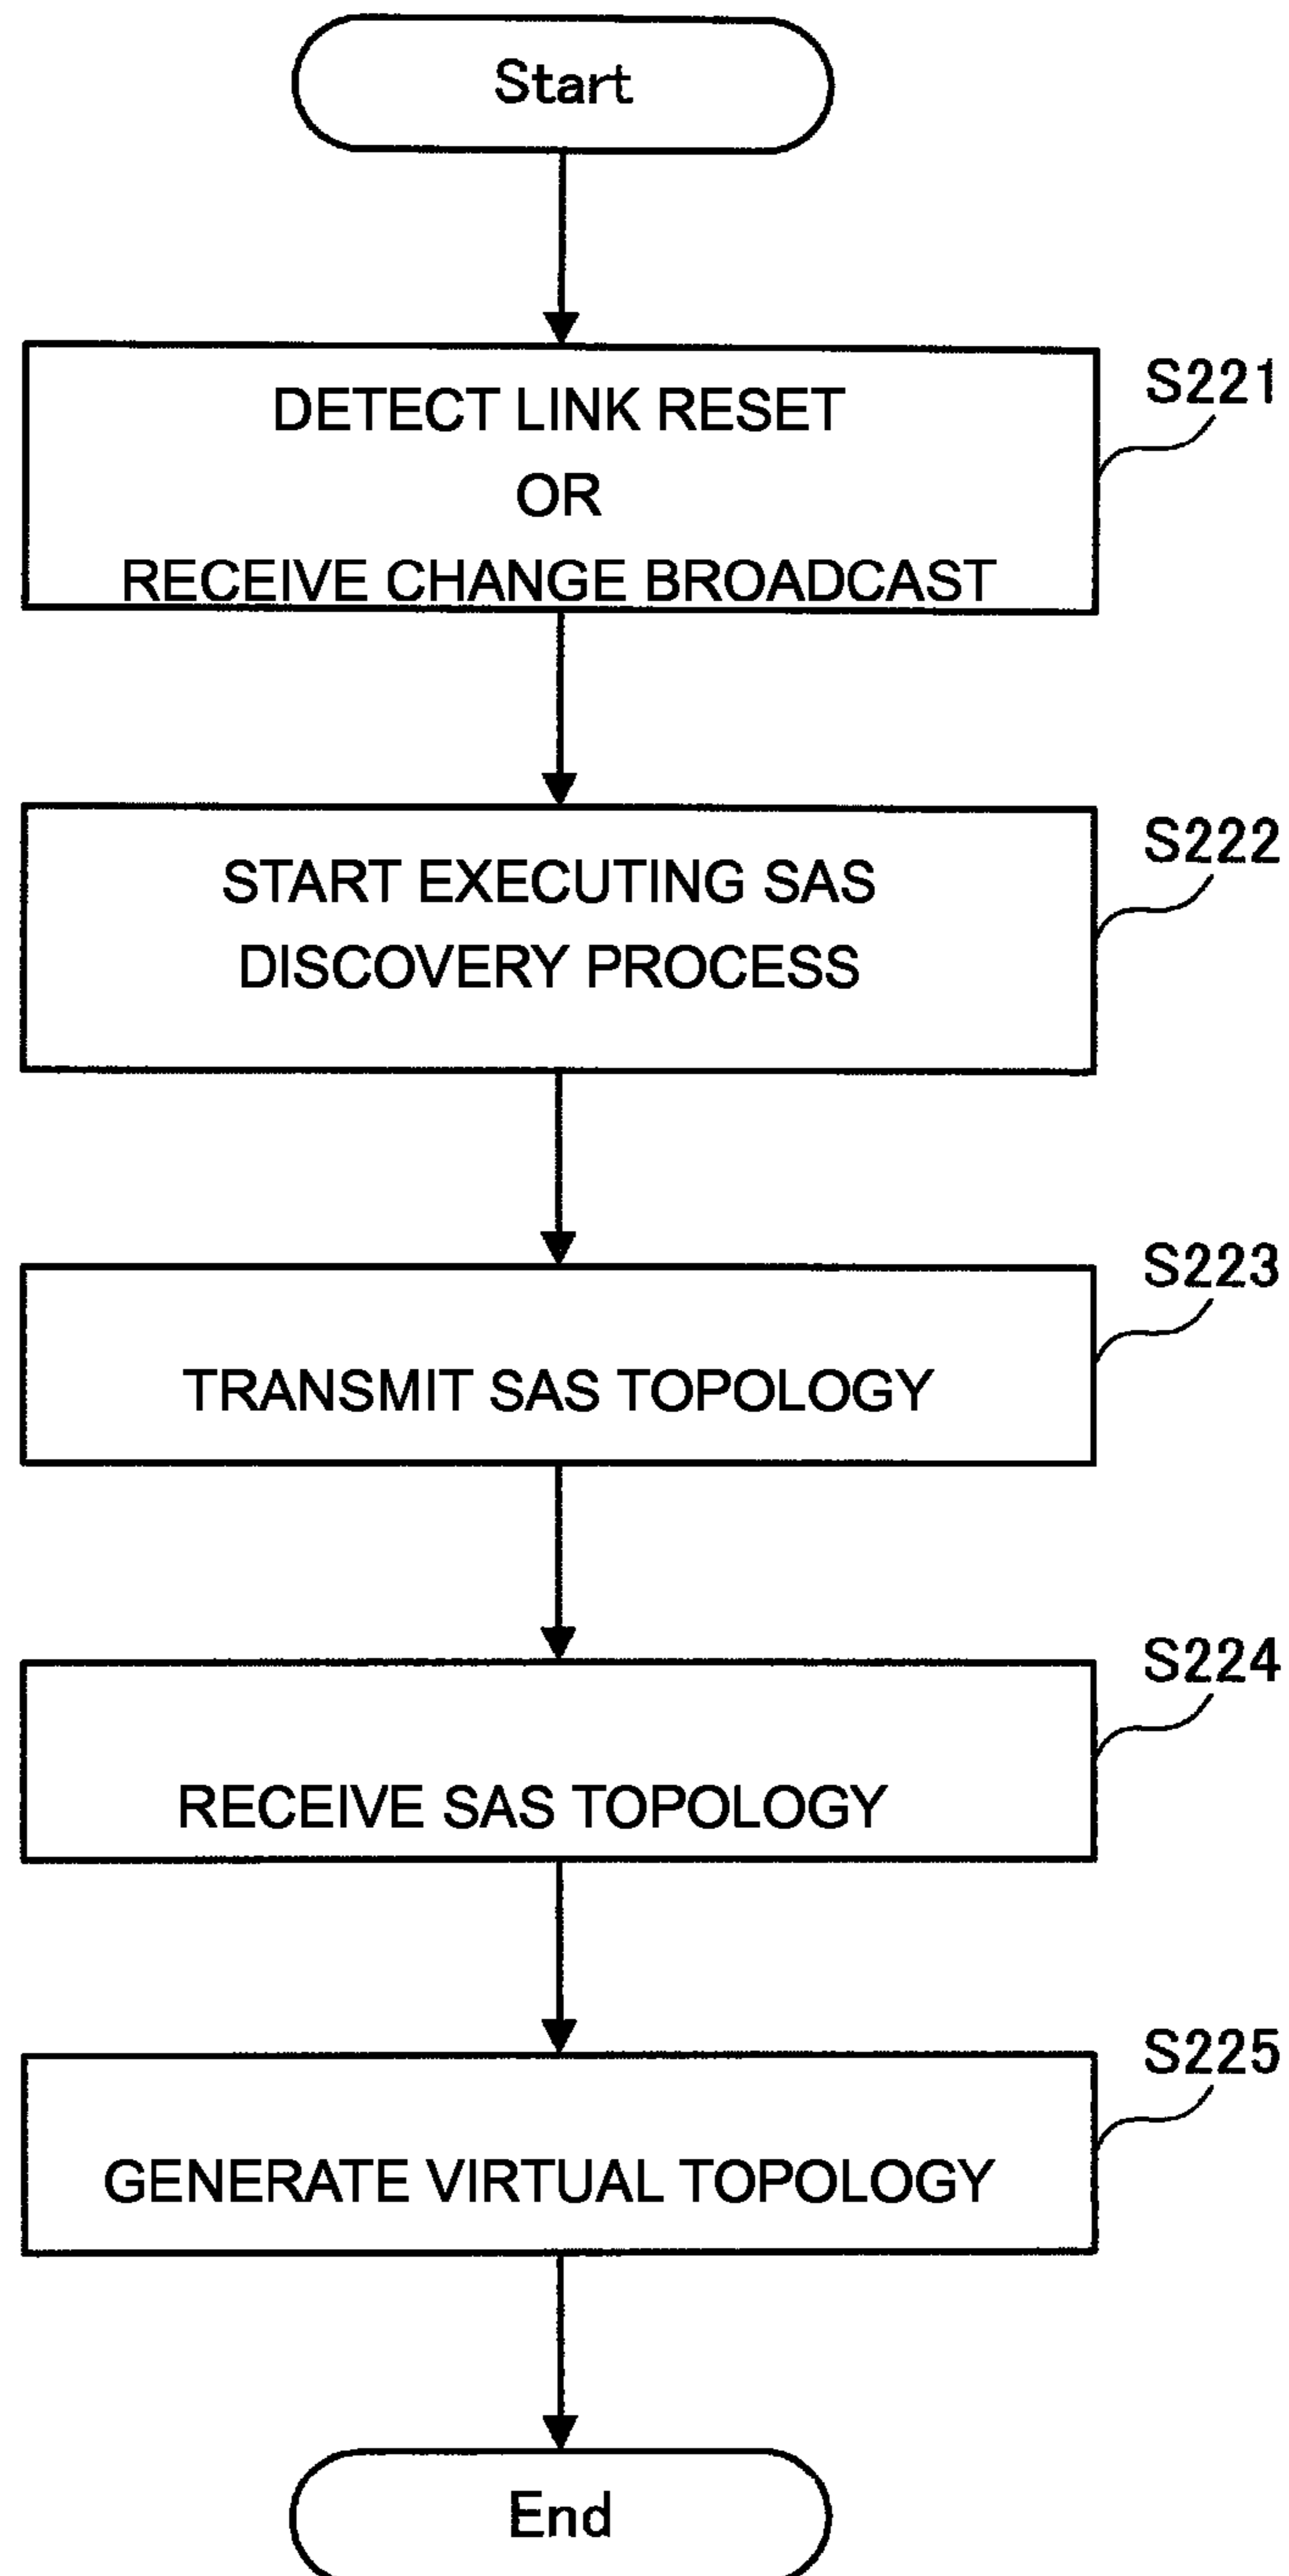 Start
DETECT LINK RESET
OR
RECEIVE CHANGE BROADCAST
S221
START EXECUTING SAS
DISCOVERY PROCESS
S222
TRANSMIT SAS TOPOLOGY
S223
RECEIVE SAS TOPOLOGY
S224
GENERATE VIRTUAL TOPOLOGY
S225
End